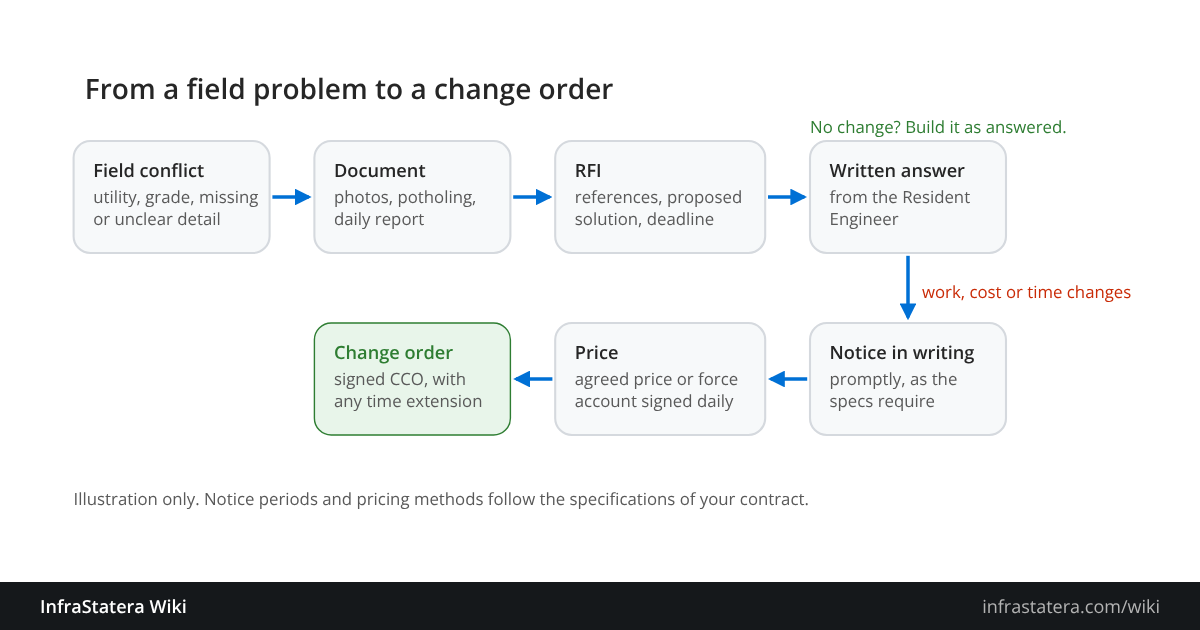 From a field problem to a change order
No change? Build it as answered.
Field conflict
utility, grade, missing
or unclear detail
Document
photos, potholing,
daily report
RFI
references, proposed
solution, deadline
Written answer
from the Resident
Engineer
work, cost or time changes
Change order
signed CCO, with
any time extension
Price
agreed price or force
account signed daily
Notice in writing
promptly, as the
specs require
Illustration only. Notice periods and pricing methods follow the specifications of your contract.
InfraStatera Wiki
infrastatera.com/wiki